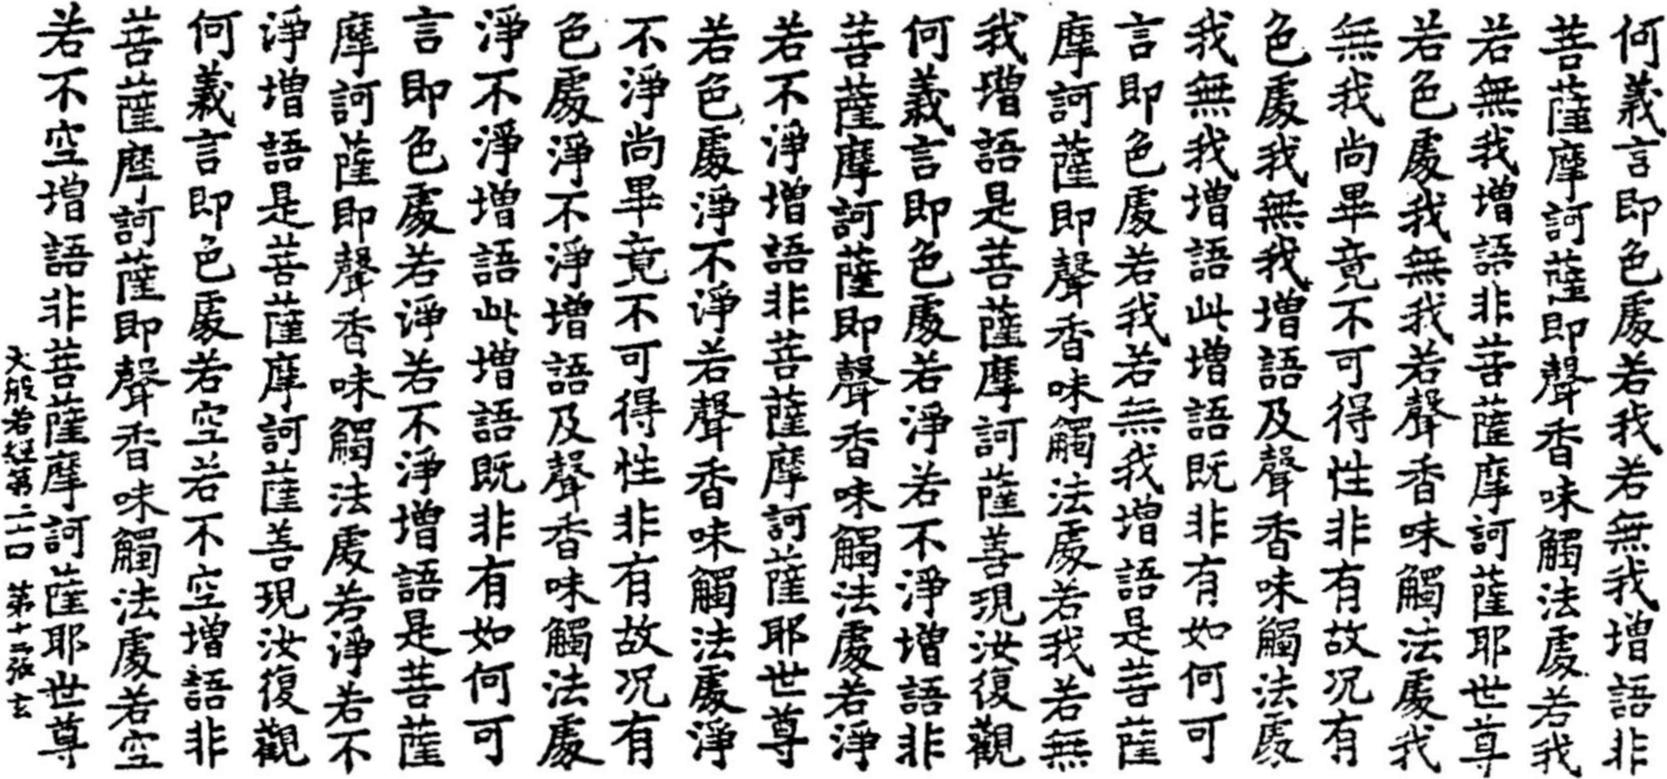 何義言即色處若我若無我增語非
菩薩摩訶薩即聲香味觸法處若我
若無我增語非菩薩摩訶薩耶世尊
若色處我無我若聲香味觸法處我
無我尚畢竟不可得性非有故況有
色處我無我增語及聲香味觸法處
我無我增語此增語既非有如何可
言即色處若我若無我增語是菩薩
摩訶薩即聲香味觸法處若我若無
我增語是菩薩摩訶薩善現汝復觀
何義言即色處若淨若不淨增語非
菩薩摩訶薩即聲香味觸法處若淨
若不淨增語非菩薩摩訶薩耶世尊
若色處淨不淨若聲香味觸法處淨
不淨尚畢竟不可得性非有故況有
色處淨不淨增語及聲香味觸法處
淨不淨增語此增語既非有如何可
言即色處若淨若不淨增語是菩薩
摩訶薩即聲香味觸法處若淨若不
淨增語是菩薩摩訶薩善現汝復觀
何義言即色處若空若不空增語非
菩薩摩訶薩即聲香味觸法處若空
若不空增語非菩薩摩訶薩耶世尊
大般若經第二十口 第十二張 玄